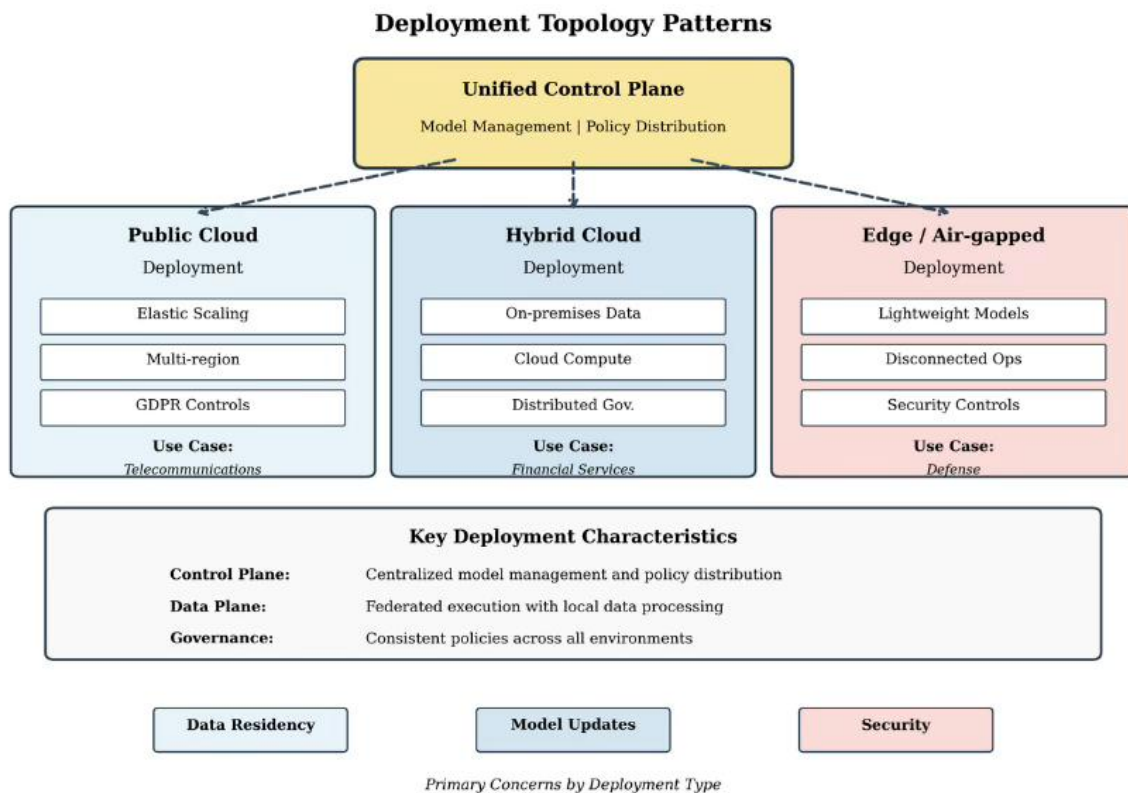 Deployment Topology Patterns
Unified Control Plane
Model Management | Policy Distribution
Public Cloud
Deployment
Elastic Scaling
Multi-region
GDPR Controls
Use Case:
Telecommunications
Hybrid Cloud
Deployment
On-premises Data
Cloud Compute
Distributed Gov.
Use Case:
Financial Services
Edge / Air-gapped
Deployment
Lightweight Models
Disconnected Ops
Security Controls
Use Case:
Defense
Key Deployment Characteristics
Control Plane: Centralized model management and policy distribution
Data Plane: Federated execution with local data processing
Governance: Consistent policies across all environments
Data Residency
Model Updates
Security
Primary Concerns by Deployment Type